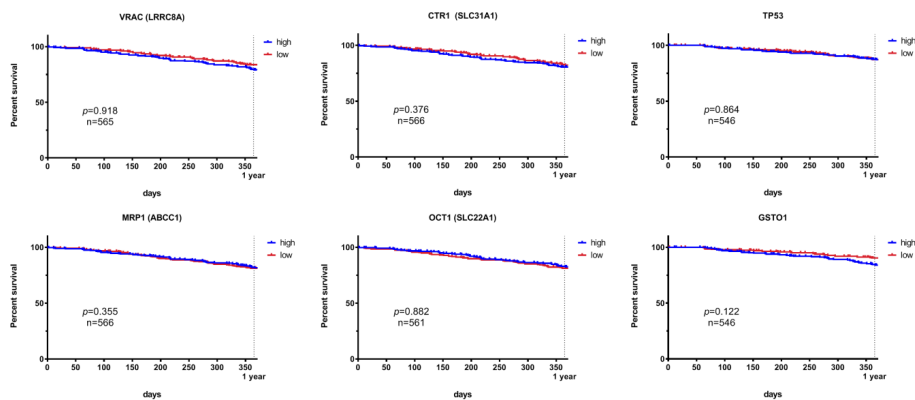 VRAC (LRRC8A)
Percent survival
100
50
0
high
low
p=0.918
n=565
0 50 100 150 200 250 300 350
1 year
days
CTR1 (SLC31A1)
Percent survival
100
50
0
high
low
p=0.376
n=566
0 50 100 150 200 250 300 350
1 year
days
TP53
Percent survival
100
50
0
high
low
p=0.864
n=546
0 50 100 150 200 250 300 350
1 year
days
MRP1 (ABCC1)
Percent survival
100
50
0
high
low
p=0.355
n=566
0 50 100 150 200 250 300 350
1 year
days
OCT1 (SLC22A1)
Percent survival
100
50
0
high
low
p=0.882
n=561
0 50 100 150 200 250 300 350
1 year
days
GSTO1
Percent survival
100
50
0
high
low
p=0.122
n=546
0 50 100 150 200 250 300 350
1 year
days